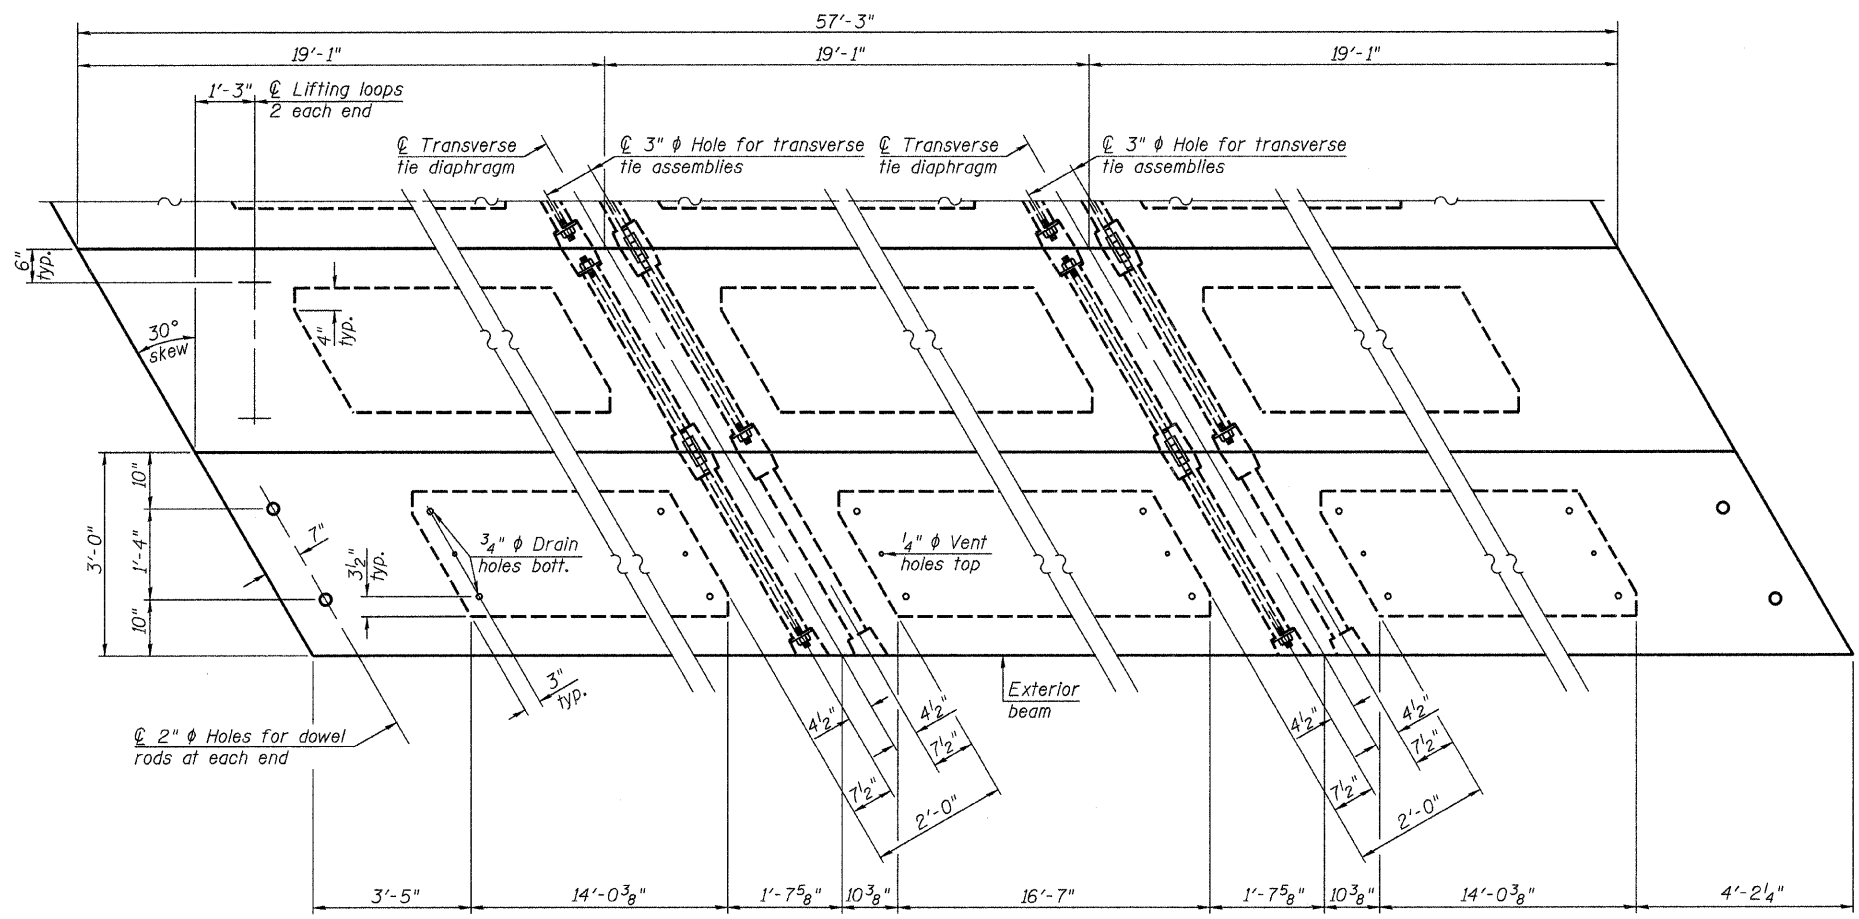 57'-3"
19'-1"
19'-1"
19'-1"
1'-3"
℄ Lifting loops
2 each end
℄ Transverse
tie diaphragm
℄ 3" ϕ Hole for transverse
tie assemblies
℄ Transverse
tie diaphragm
℄ 3" ϕ Hole for transverse
tie assemblies
6"
typ.
4"
typ.
30°
skew
3'-0"
10"
1'-4"
10"
7"
3½"
typ.
¾" ϕ Drain
holes bott.
¼" ϕ Vent
holes top
3"
typ.
℄ 2" ϕ Holes for dowel
rods at each end
Exterior
beam
4½"
4½"
7½"
7½"
2'-0"
4½"
4½"
7½"
7½"
2'-0"
3'-5"
14'-0⅜"
1'-7⅝"
10⅜"
16'-7"
1'-7⅝"
10⅜"
14'-0⅜"
4'-2¼"